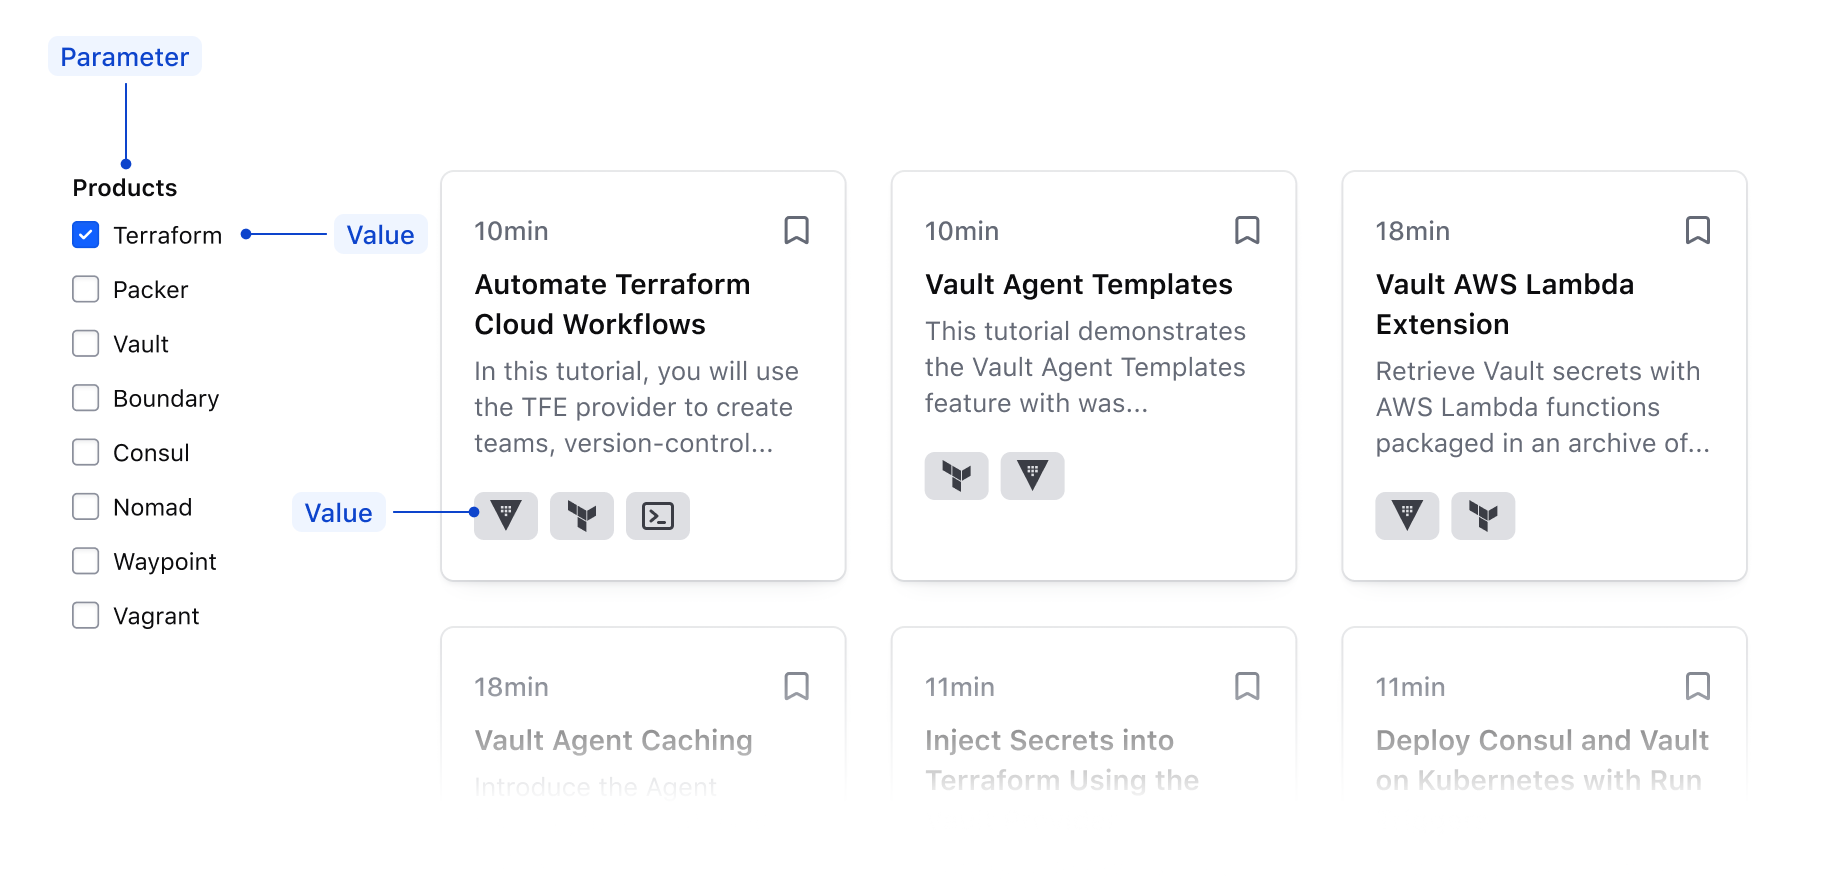 Parameter
Products
Terraform
Value
Packer
Vault
Boundary
Consul
Nomad
Value
Waypoint
Vagrant
10min
Automate Terraform
Cloud Workflows
In this tutorial, you will use
the TFE provider to create
teams, version-control...
10min
Vault Agent Templates
This tutorial demonstrates
the Vault Agent Templates
feature with was...
18min
Vault AWS Lambda
Extension
Retrieve Vault secrets with
AWS Lambda functions
packaged in an archive of...
18min
Vault Agent Caching
Introduce the Agent
11min
Inject Secrets into
Terraform Using the
11min
Deploy Consul and Vault
on Kubernetes with Run